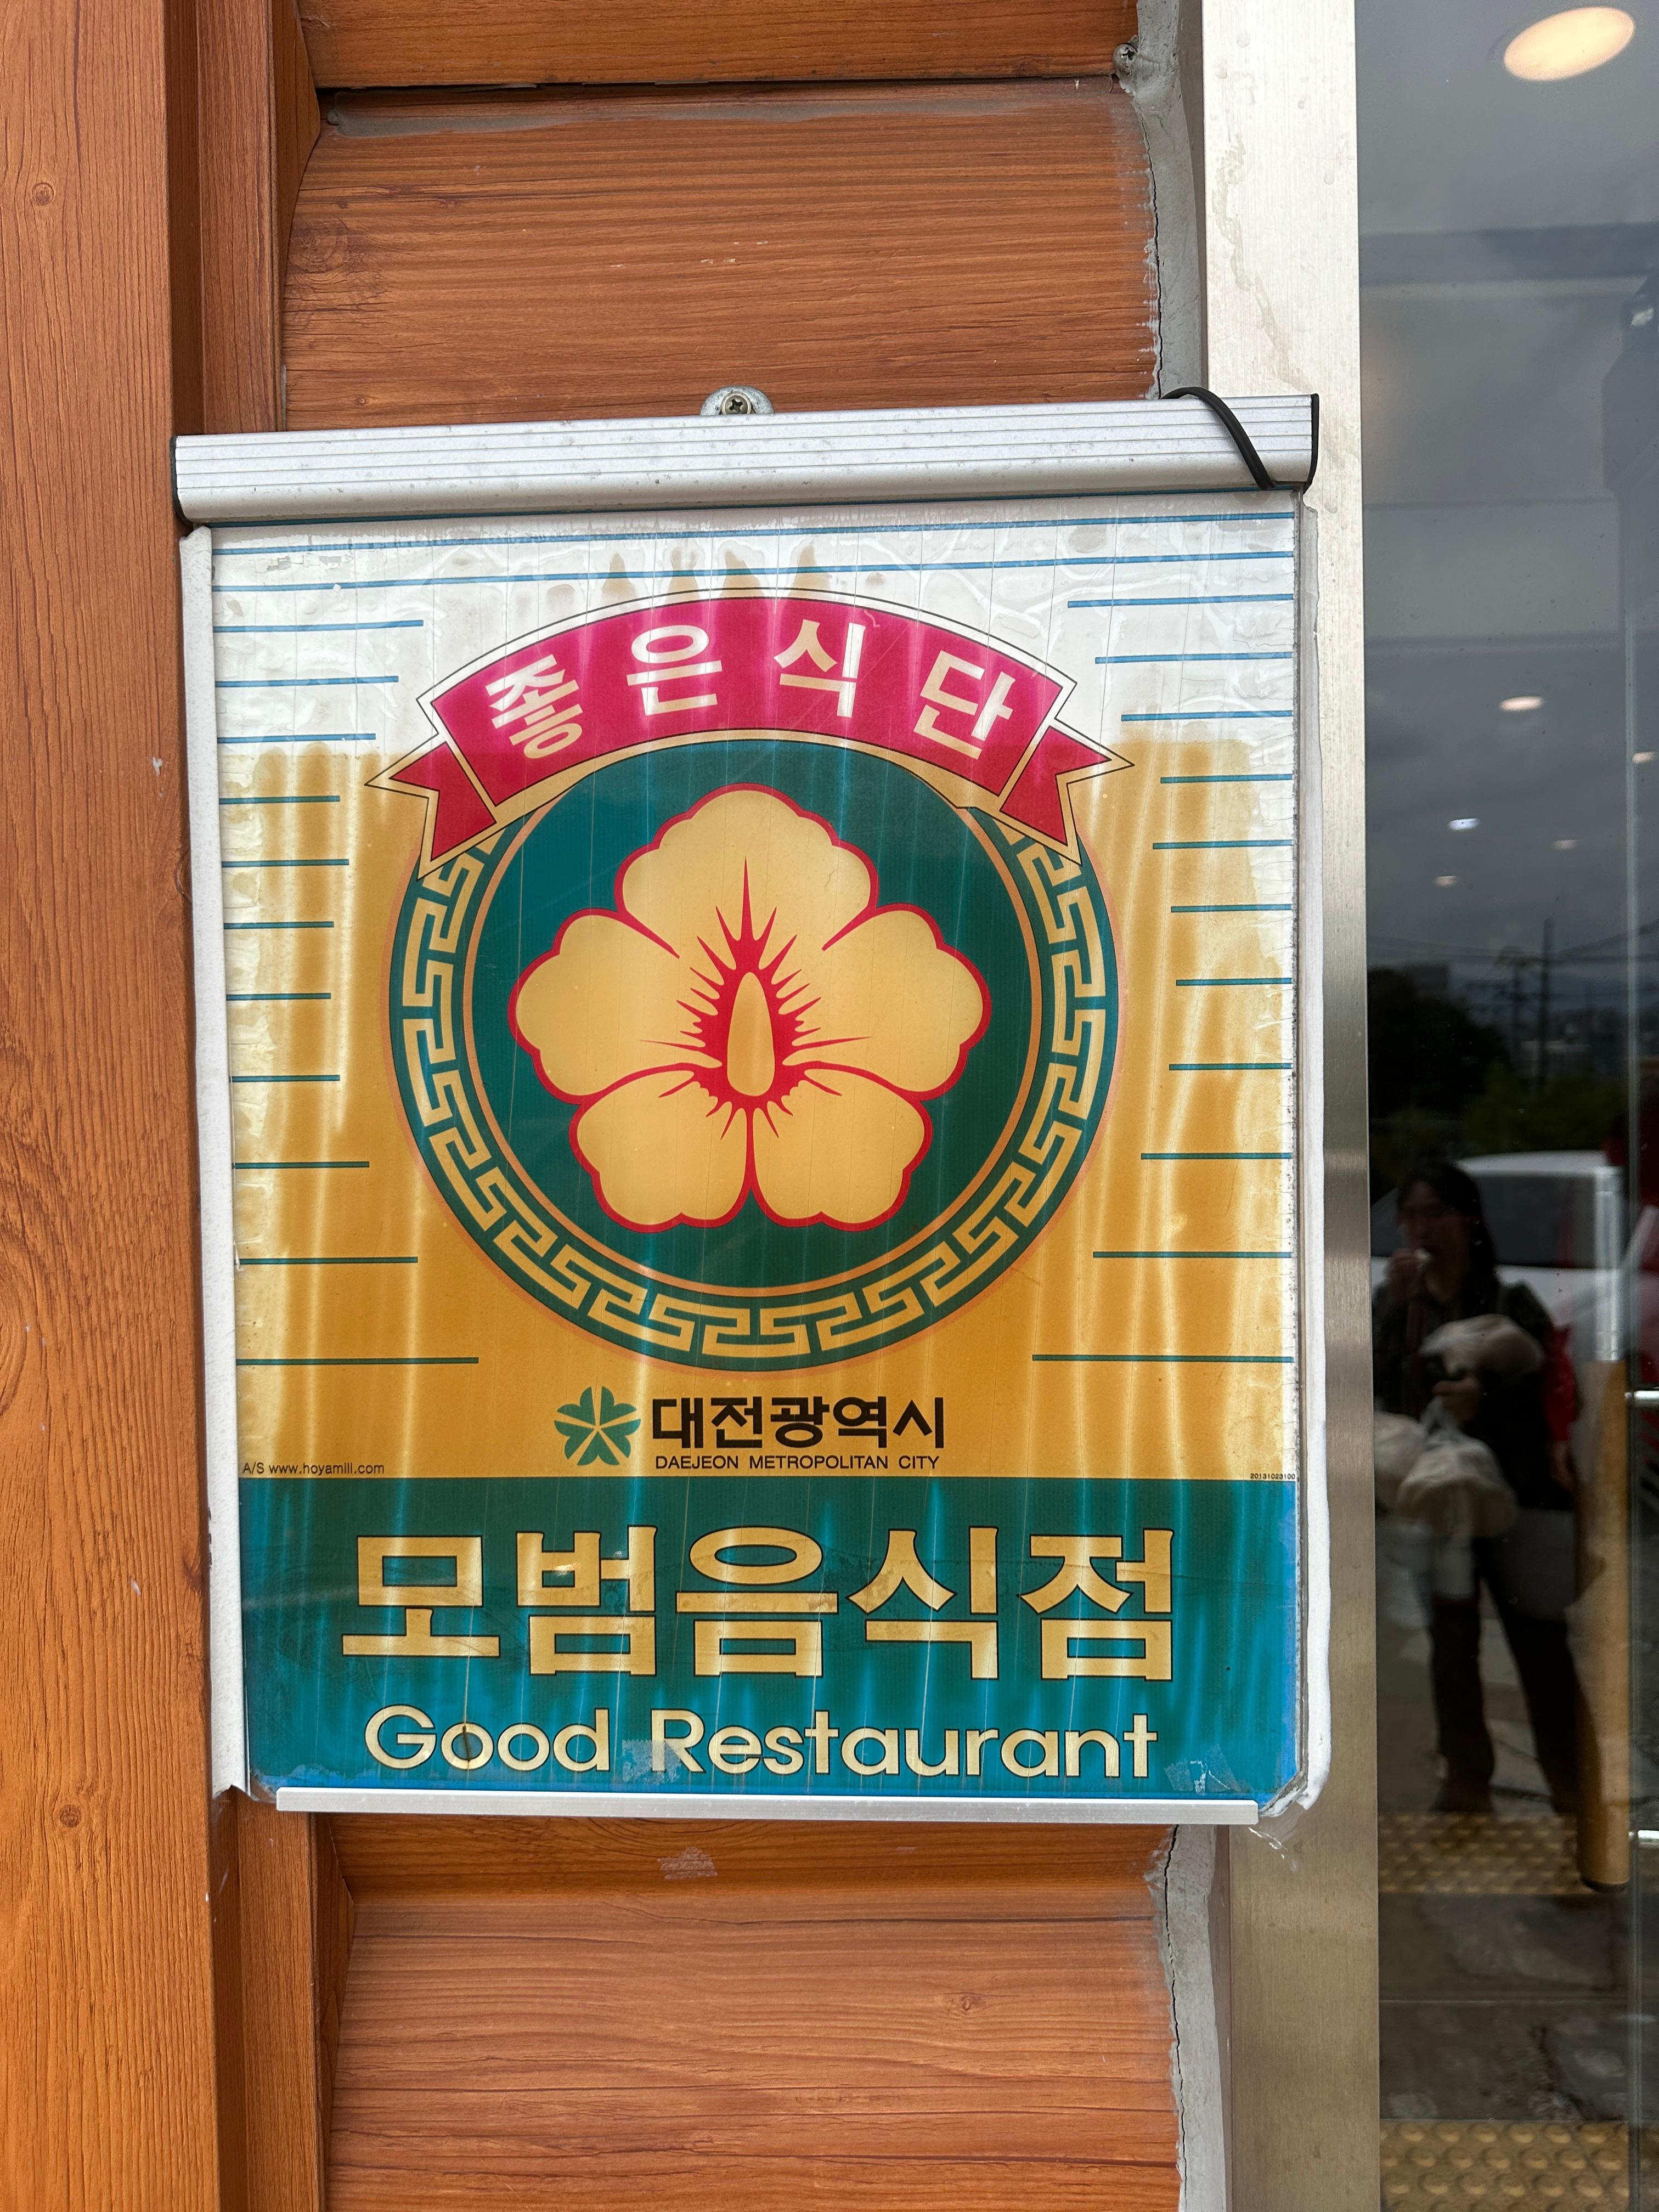 좋은식단
대전광역시
DAEJEON METROPOLITAN CITY
A/S www.hoyamill.com
20131023100
모범음식점
Good Restaurant